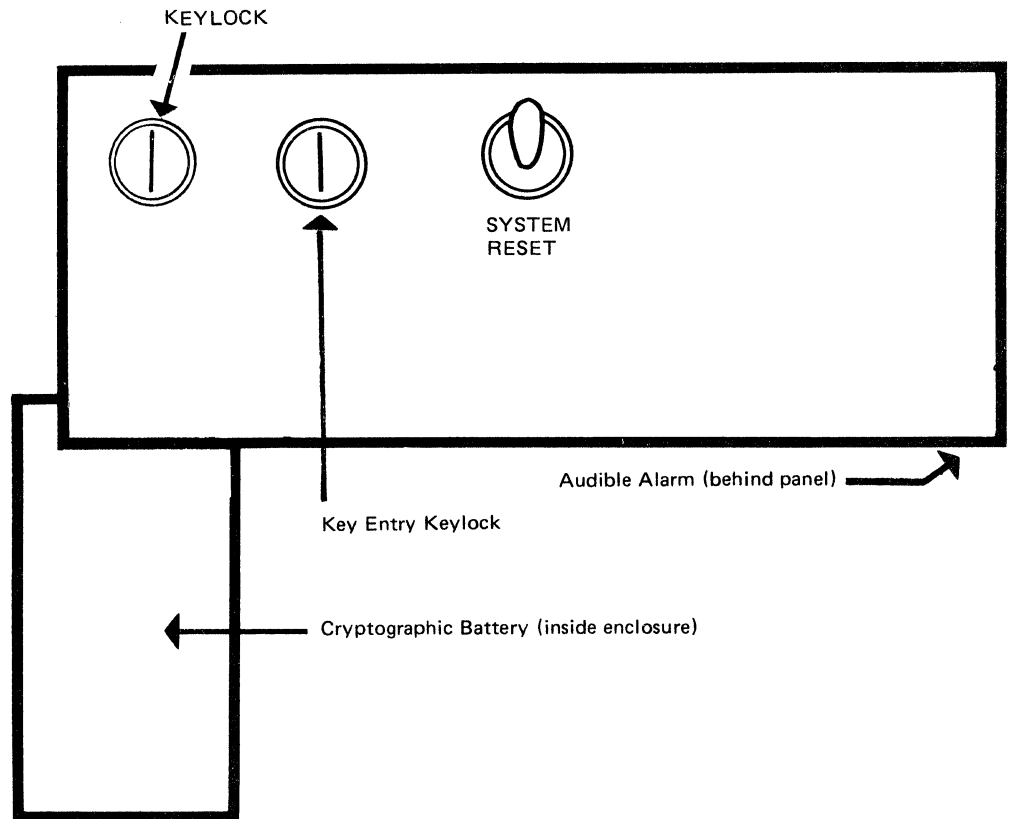 KEYLOCK
SYSTEM
RESET
Audible Alarm (behind panel)
Key Entry Keylock
Cryptographic Battery (inside enclosure)